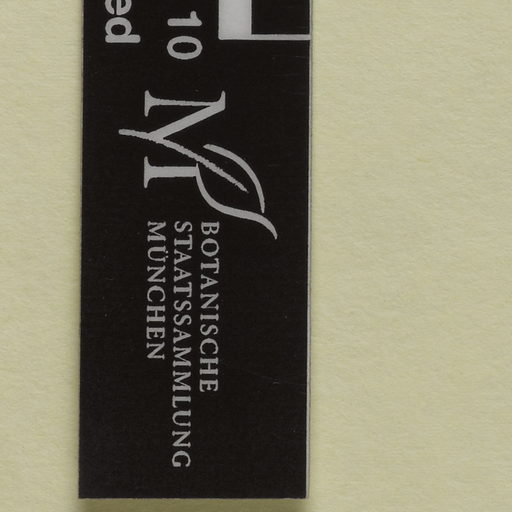 10
ed
M
BOTANISCHE
STAATSSAMMLUNG
MÜNCHEN